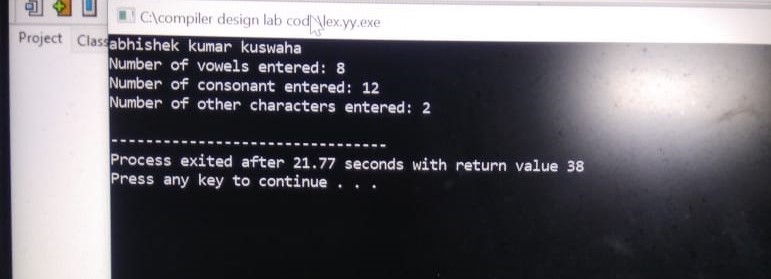 C:\compiler design lab cod\lex.yy.exe
Project Class
abhishek kumar kuswaha
Number of vowels entered: 8
Number of consonant entered: 12
Number of other characters entered: 2
--------------------------------
Process exited after 21.77 seconds with return value 38
Press any key to continue . . .